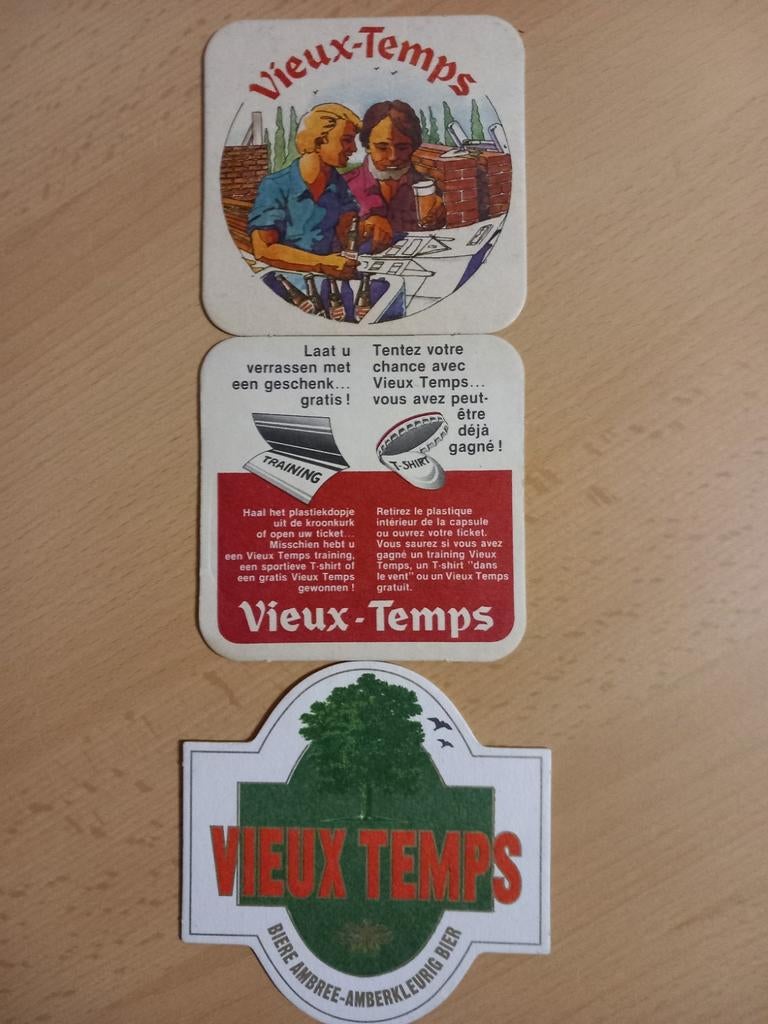 Vieux-Temps
Laat u
verrassen met
een geschenk...
gratis !
Tentez votre
chance avec
Vieux Temps...
vous avez peut-
être
déjà
gagné !
TRAINING
T-SHIRT
Haal het plastiekdopje
uit de kroonkurk
of open uw ticket...
Misschien hebt u
een Vieux Temps training,
een sportieve T-shirt of
een gratis Vieux Temps
gewonnen !
Retirez le plastique
intérieur de la capsule
ou ouvrez votre ticket.
Vous saurez si vous avez
gagné un training Vieux
Temps, un T-shirt "dans
le vent" ou un Vieux Temps
gratuit.
Vieux-Temps
VIEUX TEMPS
BIERE AMBREE-AMBERKLEURIG BIER